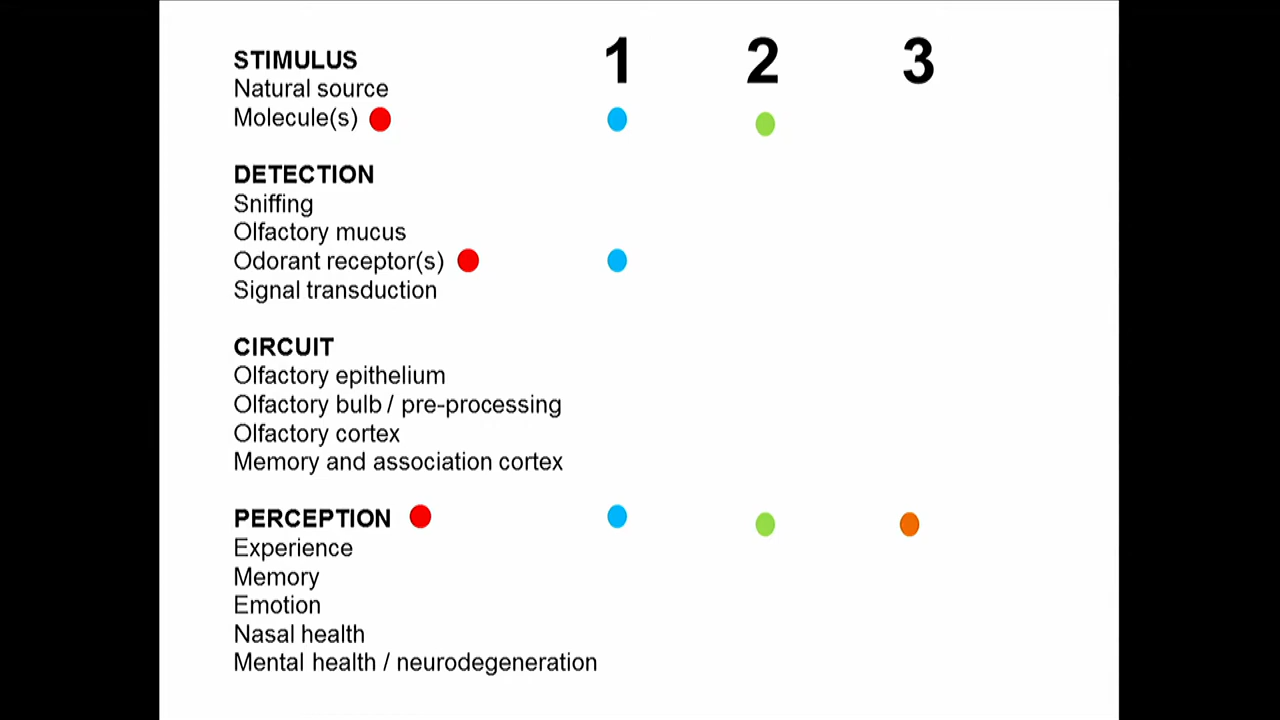 1 2 3
STIMULUS
Natural source
Molecule(s)
DETECTION
Sniffing
Olfactory mucus
Odorant receptor(s)
Signal transduction
CIRCUIT
Olfactory epithelium
Olfactory bulb / pre-processing
Olfactory cortex
Memory and association cortex
PERCEPTION
Experience
Memory
Emotion
Nasal health
Mental health / neurodegeneration